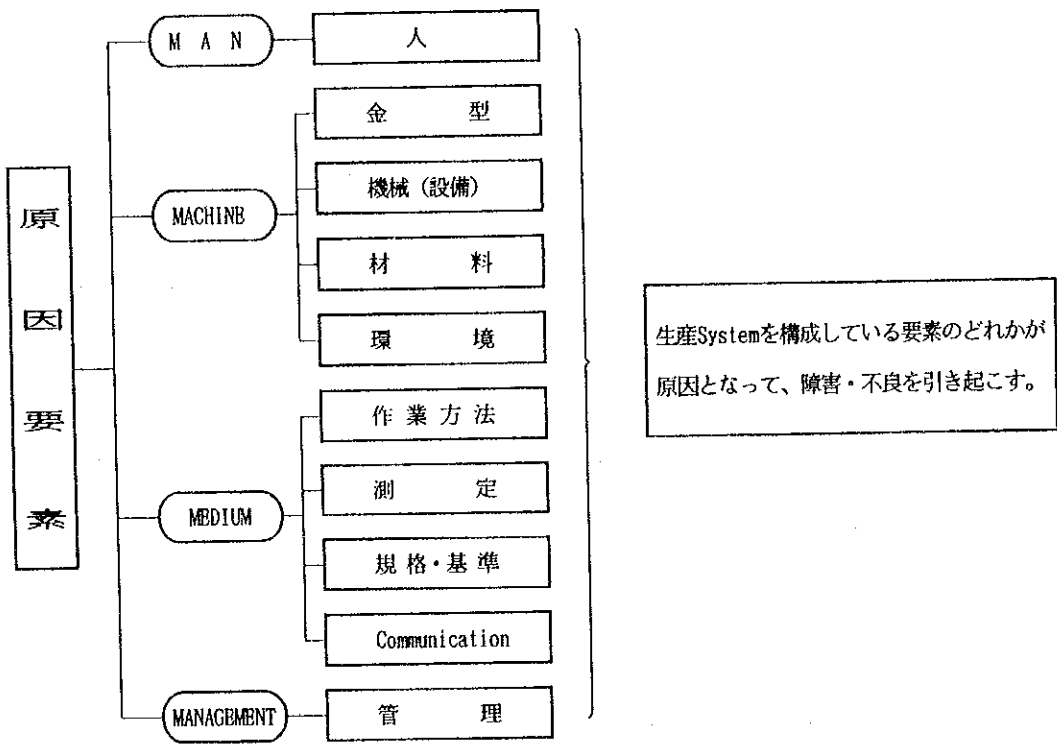 原因要素
MAN
人
MACHINE
金型
機械（設備）
材料
環境
MEDIUM
作業方法
測定
規格・基準
Communication
MANAGEMENT
管理
生産Systemを構成している要素のどれかが
原因となって、障害・不良を引き起こす。